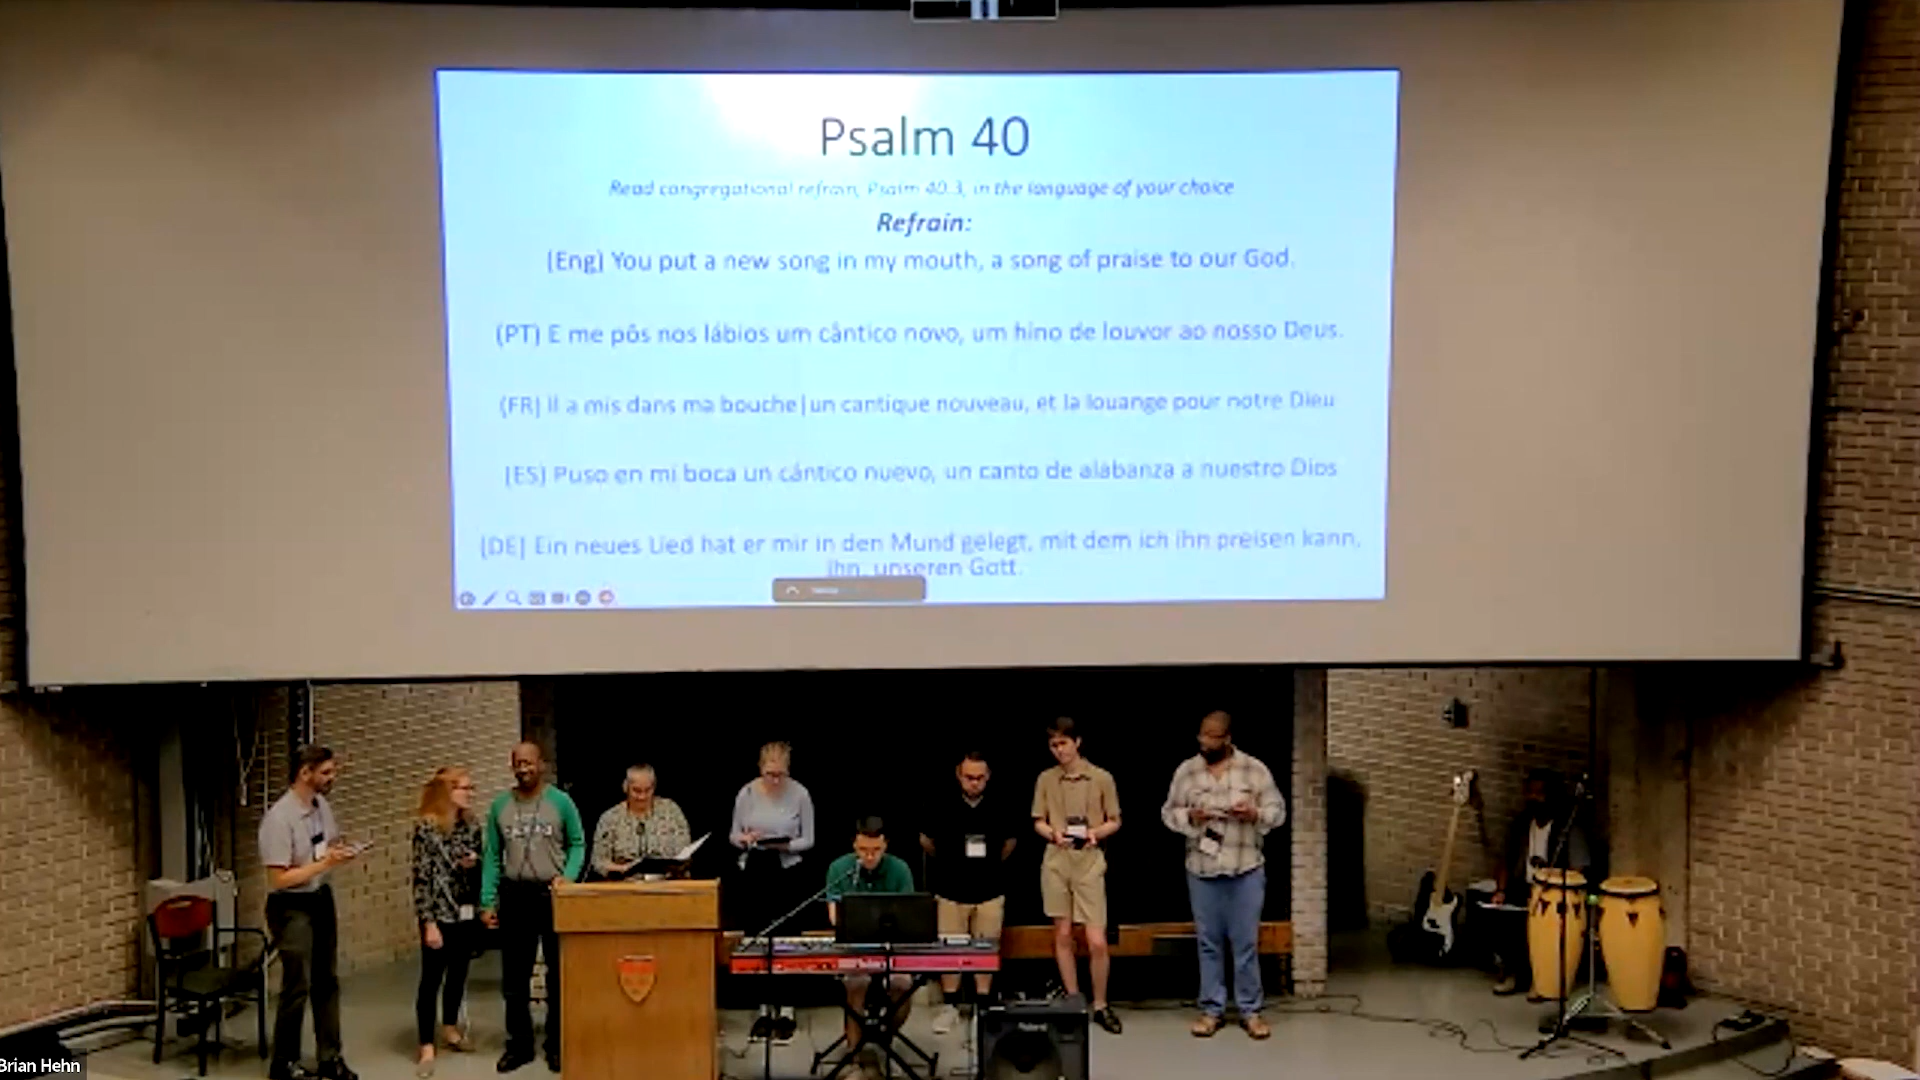 Psalm 40
Read congregational refrain, Psalm 40.3, in the language of your choice
Refrain:
(Eng) You put a new song in my mouth, a song of praise to our God.
(PT) E me pôs nos lábios um cântico novo, um hino de louvor ao nosso Deus.
(FR) Il a mis dans ma bouche|un cantique nouveau, et la louange pour notre Dieu
(ES) Puso en mi boca un cántico nuevo, un canto de alabanza a nuestro Dios
(DE) Ein neues Lied hat er mir in den Mund gelegt, mit dem ich ihn preisen kann,
ihn, unseren Gott.
Roland
Brian Hehn